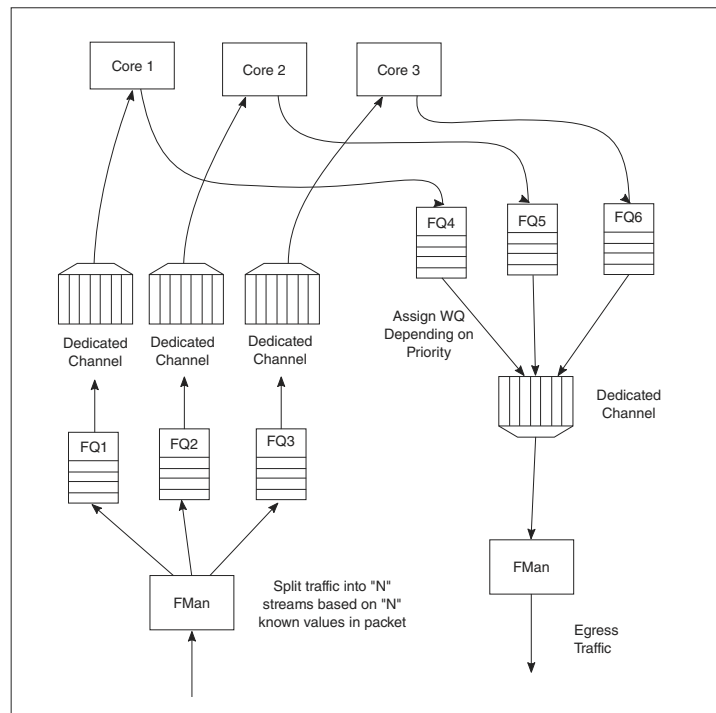 Core 1
Core 2
Core 3
FQ4
FQ5
FQ6
Assign WQ
Depending on
Priority
Dedicated
Channel
Dedicated
Channel
Dedicated
Channel
Dedicated
Channel
FQ1
FQ2
FQ3
FMan
Split traffic into "N"
streams based on "N"
known values in packet
FMan
Egress
Traffic